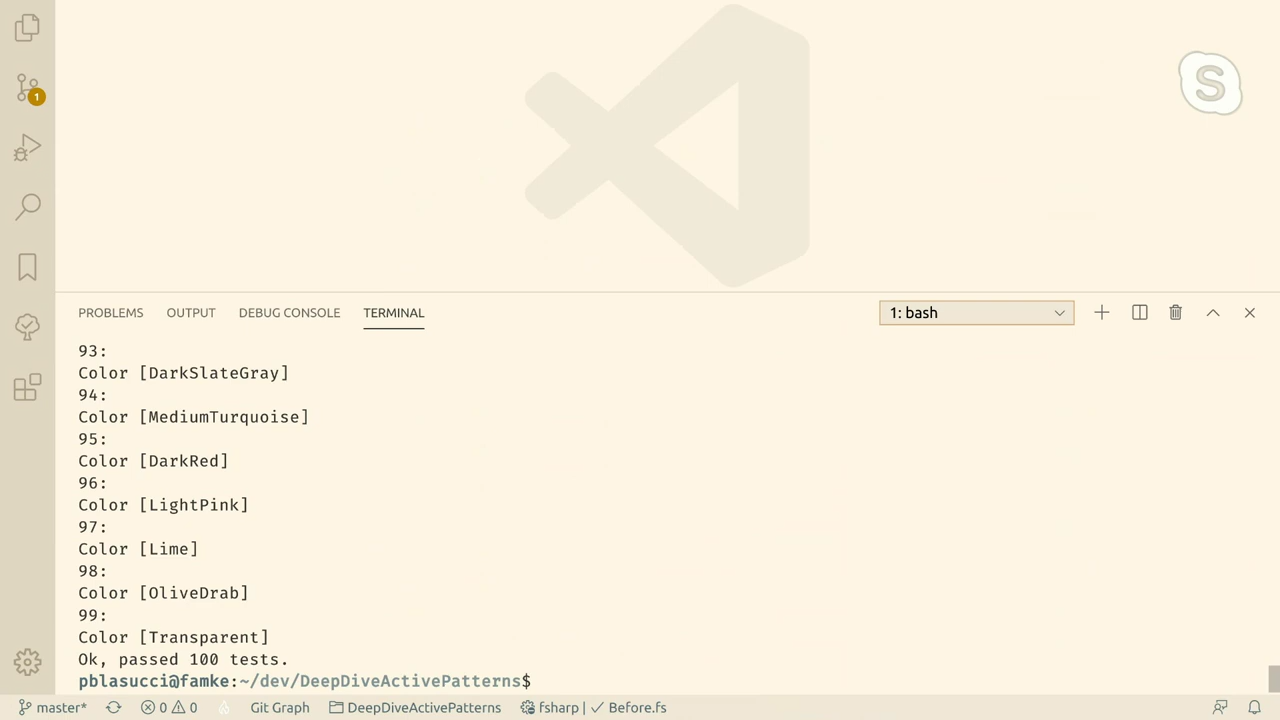 1
S
PROBLEMS OUTPUT DEBUG CONSOLE TERMINAL 1: bash
93:
Color [DarkSlateGray]
94:
Color [MediumTurquoise]
95:
Color [DarkRed]
96:
Color [LightPink]
97:
Color [Lime]
98:
Color [OliveDrab]
99:
Color [Transparent]
Ok, passed 100 tests.
pblasucci@famke:~/dev/DeepDiveActivePatterns$
master* 0 0 Git Graph DeepDiveActivePatterns fsharp | ✓ Before.fs